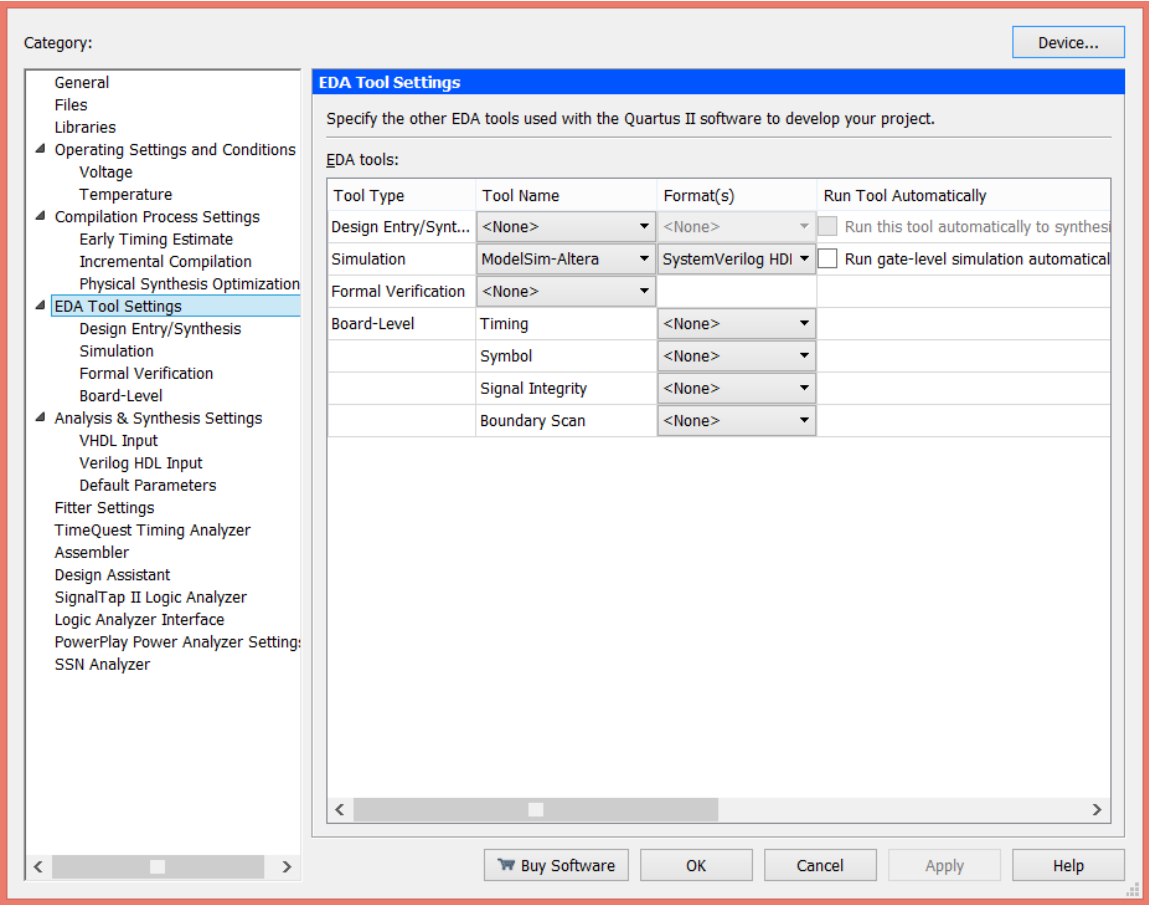 Category:
Device...
General
Files
Libraries
Operating Settings and Conditions
Voltage
Temperature
Compilation Process Settings
Early Timing Estimate
Incremental Compilation
Physical Synthesis Optimization
EDA Tool Settings
Design Entry/Synthesis
Simulation
Formal Verification
Board-Level
Analysis & Synthesis Settings
VHDL Input
Verilog HDL Input
Default Parameters
Fitter Settings
TimeQuest Timing Analyzer
Assembler
Design Assistant
SignalTap II Logic Analyzer
Logic Analyzer Interface
PowerPlay Power Analyzer Settings
SSN Analyzer
EDA Tool Settings
Specify the other EDA tools used with the Quartus II software to develop your project.
EDA tools:
Tool Type Tool Name Format(s) Run Tool Automatically
Design Entry/Synt... <None> <None> Run this tool automatically to synthesi
Simulation ModelSim-Altera SystemVerilog HDl Run gate-level simulation automatical
Formal Verification <None>
Board-Level Timing <None>
Symbol <None>
Signal Integrity <None>
Boundary Scan <None>
Buy Software OK Cancel Apply Help